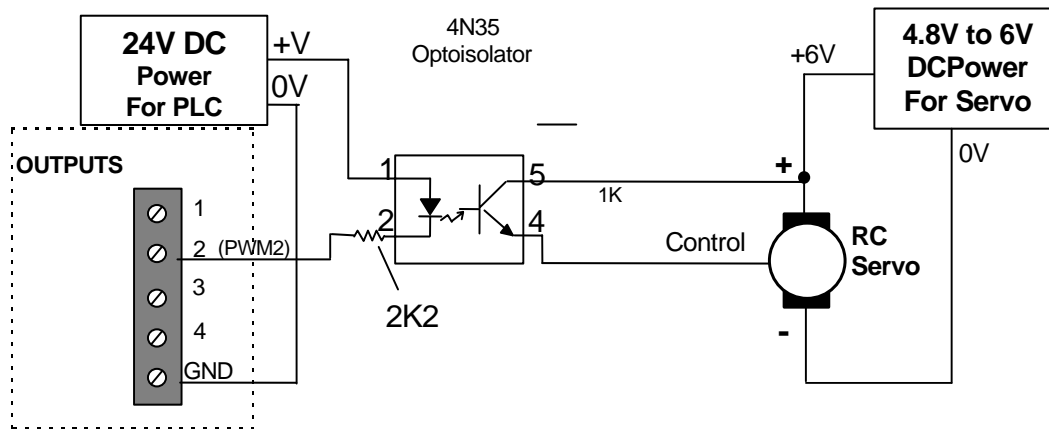 24V DC
Power
For PLC
+V
0V
4N35
Optoisolator
+6V
4.8V to 6V
DCPower
For Servo
0V
OUTPUTS
1
2 (PWM2)
3
4
GND
1
2
5
4
1K
2K2
Control
+
-
RC
Servo